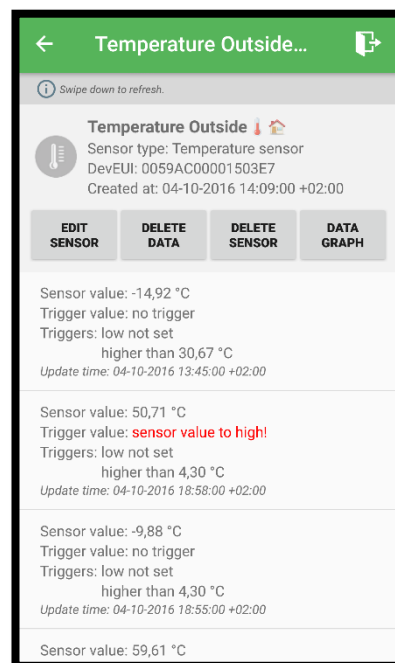 Temperature Outside...
Swipe down to refresh.
Temperature Outside
Sensor type: Temperature sensor
DevEUI: 0059AC00001503E7
Created at: 04-10-2016 14:09:00 +02:00
EDIT SENSOR
DELETE DATA
DELETE SENSOR
DATA GRAPH
Sensor value: -14,92 °C
Trigger value: no trigger
Triggers: low not set
higher than 30,67 °C
Update time: 04-10-2016 13:45:00 +02:00
Sensor value: 50,71 °C
Trigger value: sensor value to high!
Triggers: low not set
higher than 4,30 °C
Update time: 04-10-2016 18:58:00 +02:00
Sensor value: -9,88 °C
Trigger value: no trigger
Triggers: low not set
higher than 4,30 °C
Update time: 04-10-2016 18:55:00 +02:00
Sensor value: 59,61 °C